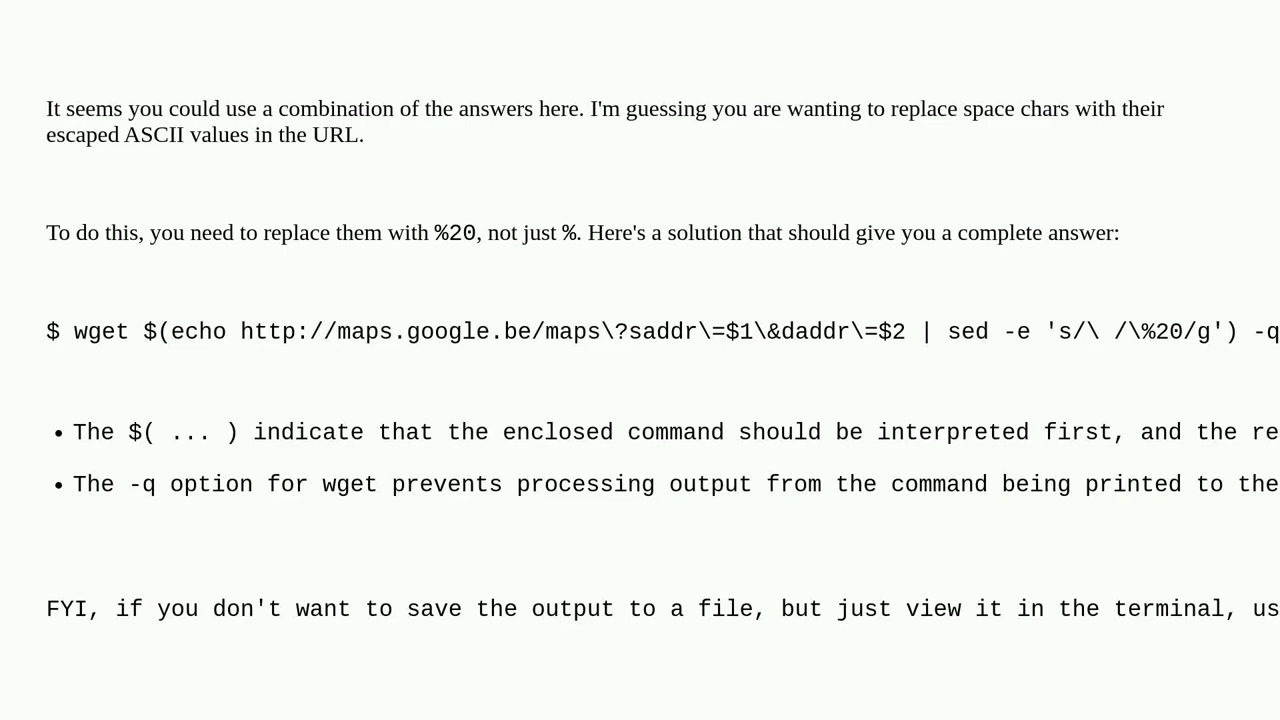 It seems you could use a combination of the answers here. I'm guessing you are wanting to replace space chars with their
escaped ASCII values in the URL.
To do this, you need to replace them with %20, not just %. Here's a solution that should give you a complete answer:
$ wget $(echo http://maps.google.be/maps\?saddr\=$1\&daddr\=$2 | sed -e 's/\ /\%20/g') -q
• The $( ... ) indicate that the enclosed command should be interpreted first, and the re
• The -q option for wget prevents processing output from the command being printed to the
FYI, if you don't want to save the output to a file, but just view it in the terminal, us